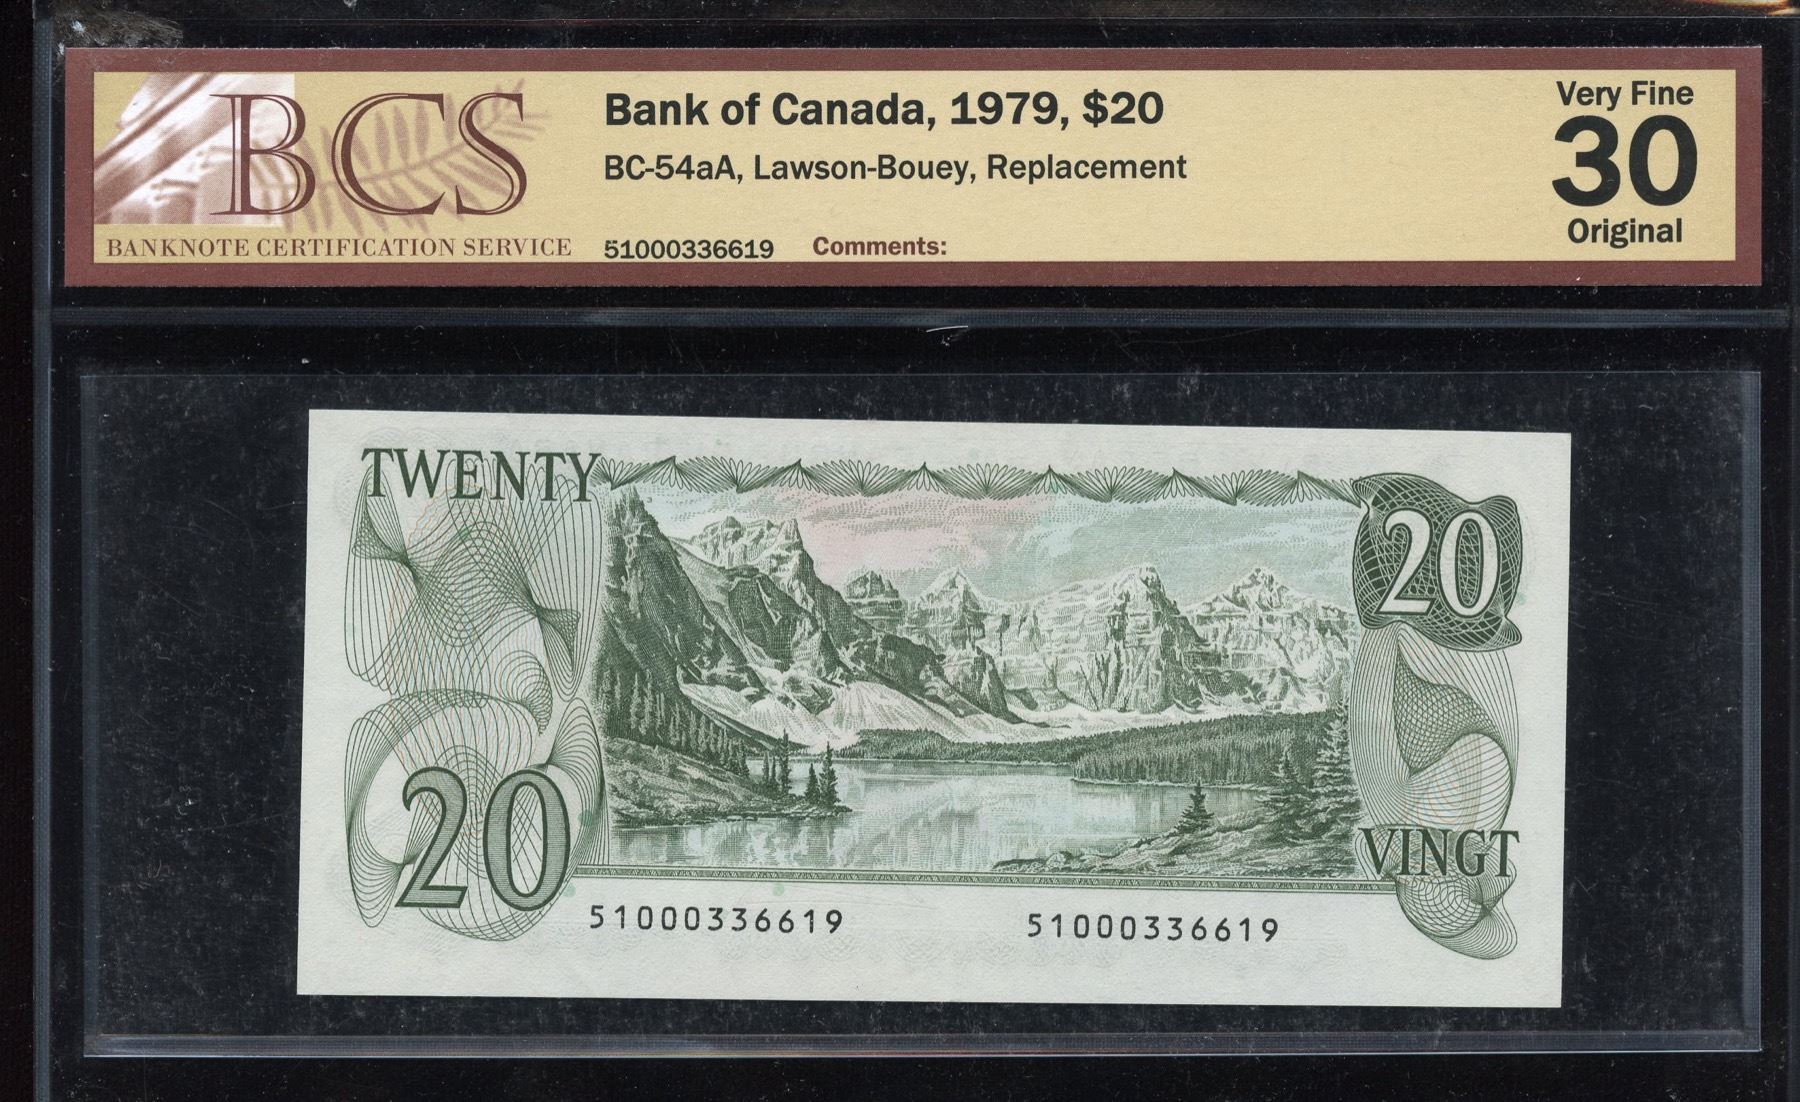 BCS
BANKNOTE CERTIFICATION SERVICE
Bank of Canada, 1979, $20
BC-54aA, Lawson-Bouey, Replacement
51000336619 Comments:
Very Fine
30
Original
TWENTY
20
20
VINGT
51000336619 51000336619